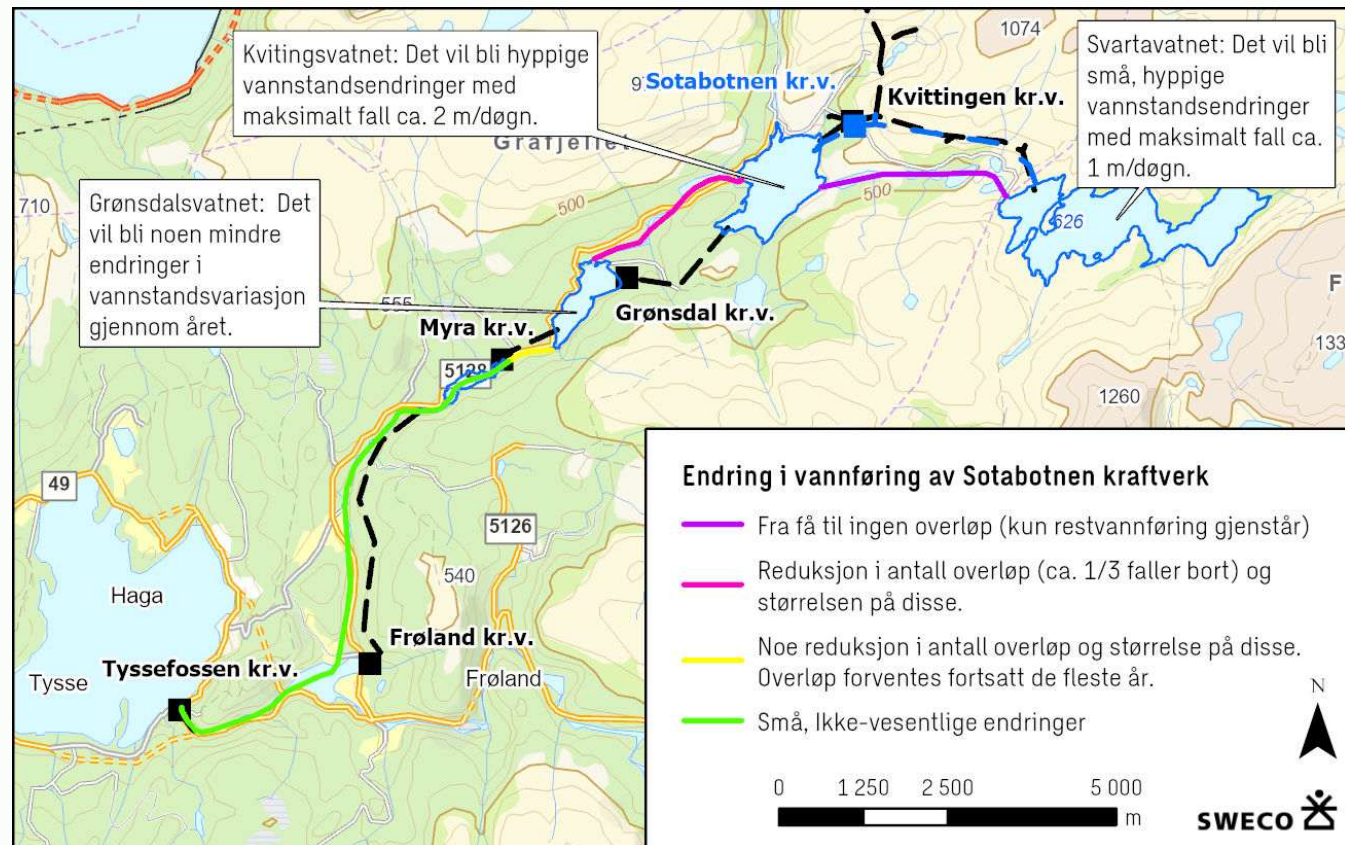 1074
Kvitingsvatnet: Det vil bli hyppige
vannstandsendringer med
maksimalt fall ca. 2 m/døgn.
Sotabotnen kr.v.
Kvittingen kr.v.
Svartavatnet: Det vil bli
små, hyppige
vannstandsendringer
med maksimalt fall ca.
1 m/døgn.
500
626
710
Grønsdalsvatnet: Det
vil bli noen mindre
endringer i
vannstandsvariasjon
gjennom året.
500
555
Grønsdal kr.v.
Myra kr.v.
5128
1260
49
5126
540
Haga
Frøland kr.v.
Tysse
Tyssefossen kr.v.
Frøland
Endring i vannføring av Sotabotnen kraftverk
Fra få til ingen overløp (kun restvannføring gjenstår)
Reduksjon i antall overløp (ca. 1/3 faller bort) og
størrelsen på disse.
Noe reduksjon i antall overløp og størrelse på disse.
Overløp forventes fortsatt de fleste år.
Små, Ikke-vesentlige endringer
N
0 1 250 2 500 5 000
m
SWECO